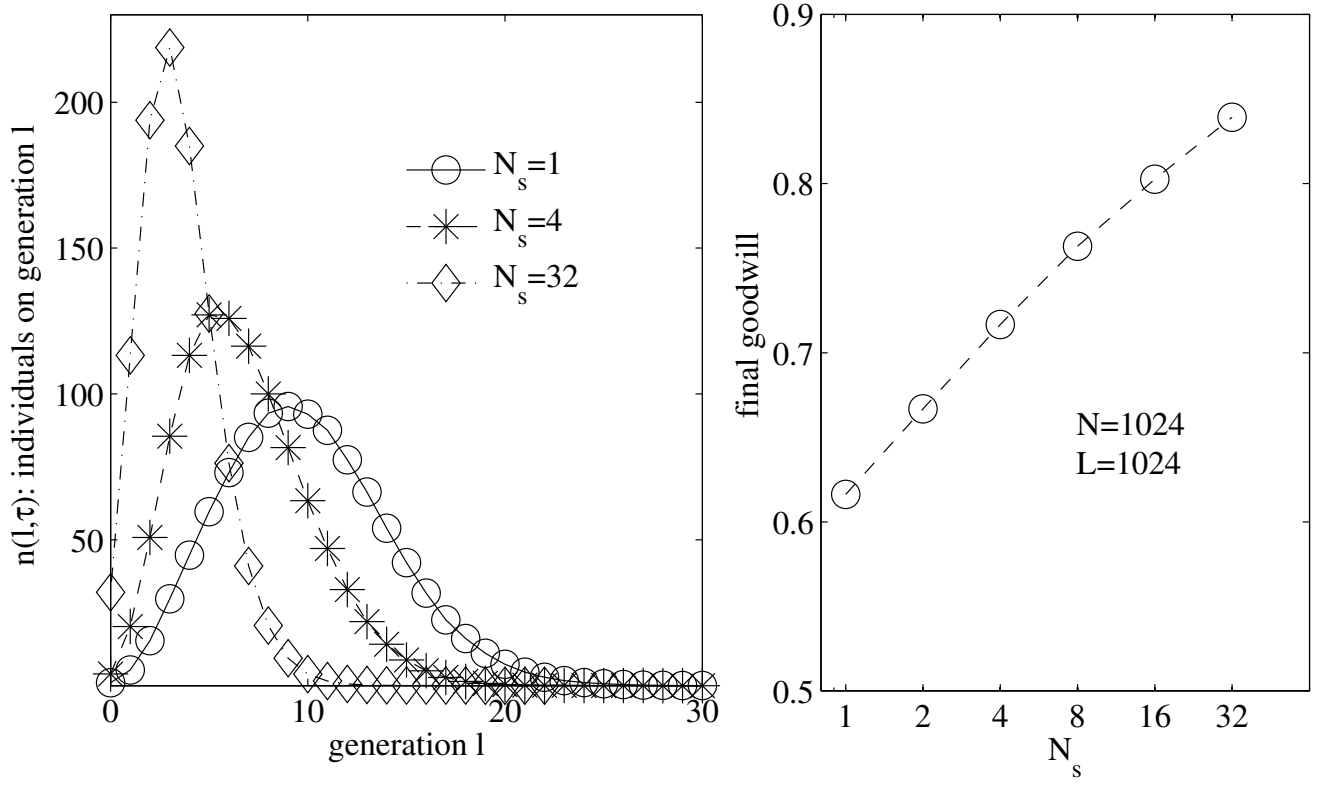 n(l,τ): individuals on generation l
200
150
100
50
0
10
20
30
generation l
N_s=1
N_s=4
N_s=32
final goodwill
0.9
0.8
0.7
0.6
0.5
N=1024
L=1024
1
2
4
8
16
32
N_s